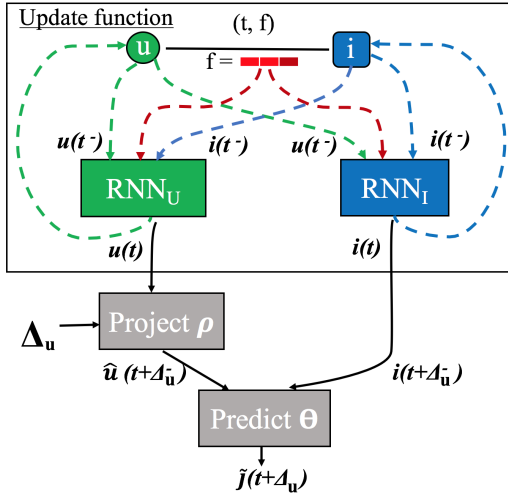 Update function
(t, f)
u
i
f =
u(t⁻)
i(t⁻)
u(t⁻)
i(t⁻)
RNN_U
RNN_I
u(t)
i(t)
Δ_u
Project ρ
û (t+Δ_u⁻)
i(t+Δ_u⁻)
Predict Θ
j̃(t+Δ_u)